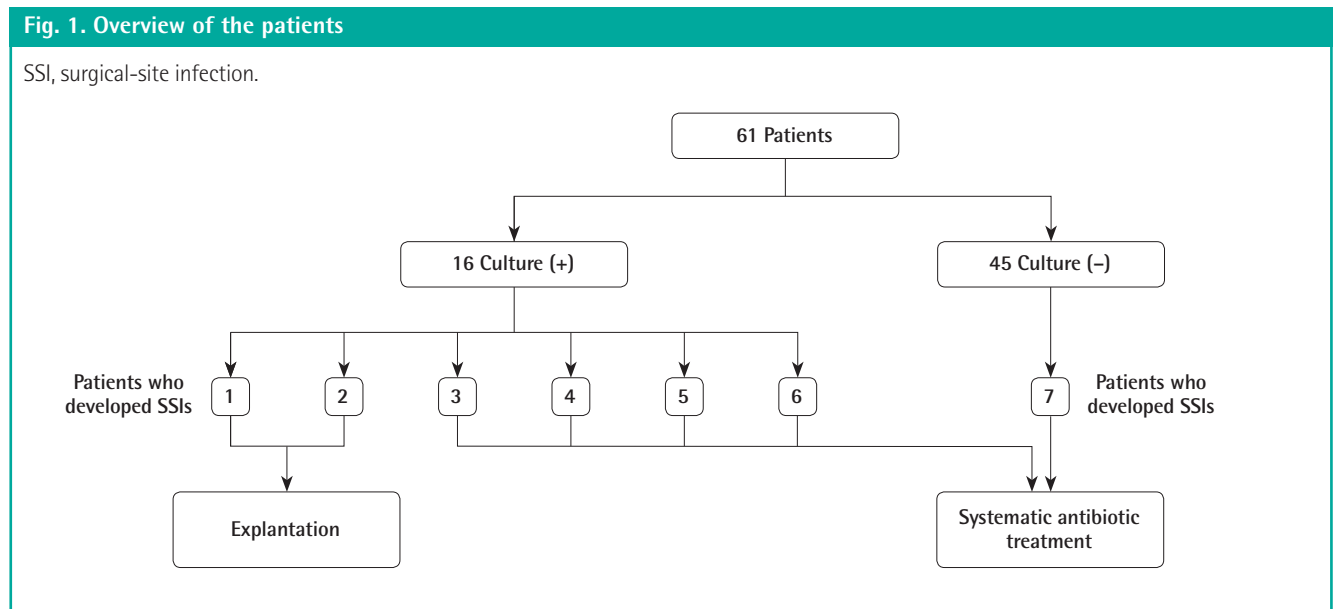 Fig. 1. Overview of the patients
SSI, surgical-site infection.
61 Patients
16 Culture (+)
45 Culture (–)
Patients who
developed SSIs
1
2
3
4
5
6
7
Patients who
developed SSIs
Explantation
Systematic antibiotic
treatment